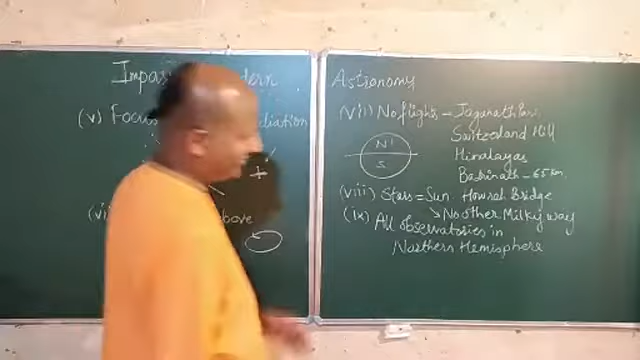 (v) Focus
diation
above
+
Astronomy
(vii) No flights – Jagannath Puri,
Switzerland Hill
Himalayas
Badrinath – 65 km.
N
S
(viii) Stars = Sun Howrah Bridge
↘ No other Milky way
(ix) All observatories in
Northern Hemisphere